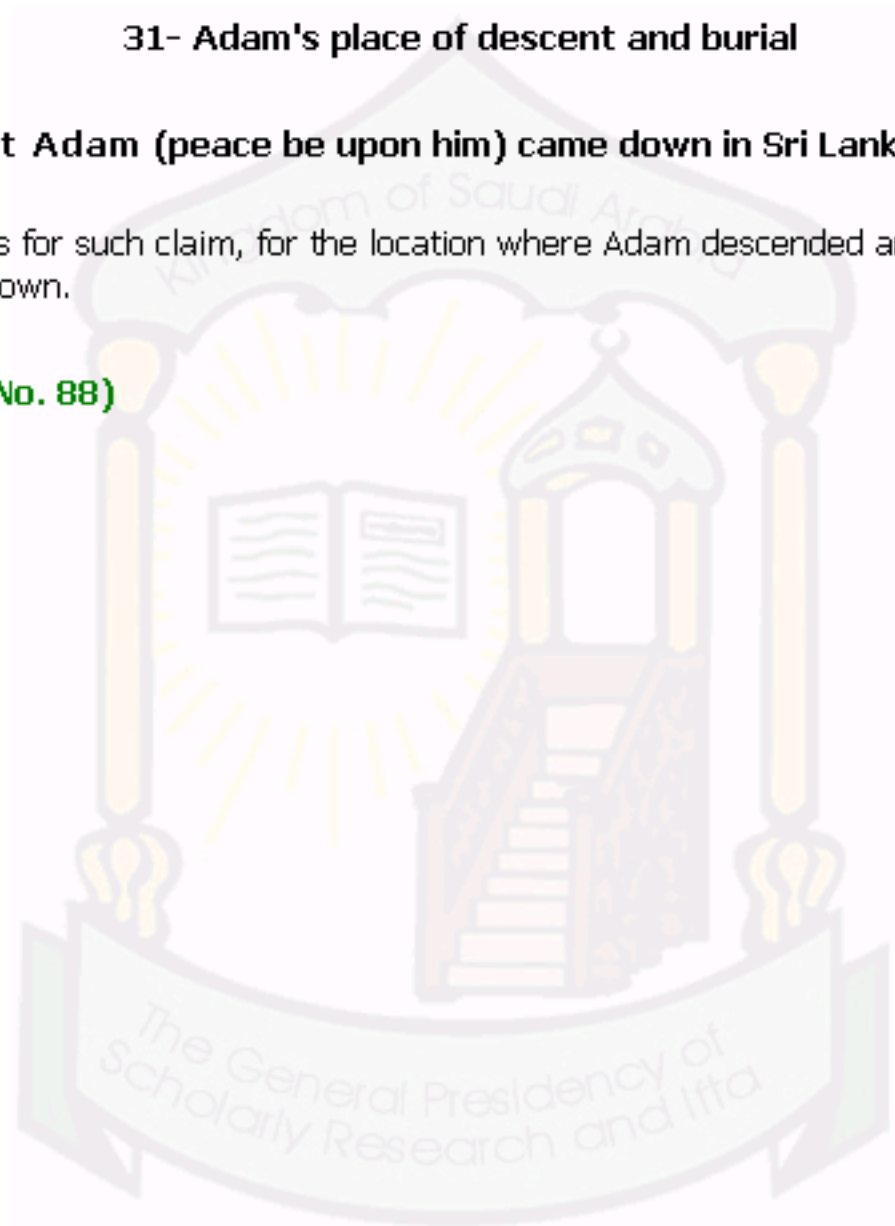 31- Adam's place of descent and burial
t Adam (peace be upon him) came down in Sri Lank
s for such claim, for the location where Adam descended a
own.
No. 88)
Kingdom of Saudi Arabia
The General Presidency of
Scholarly Research and Ifta